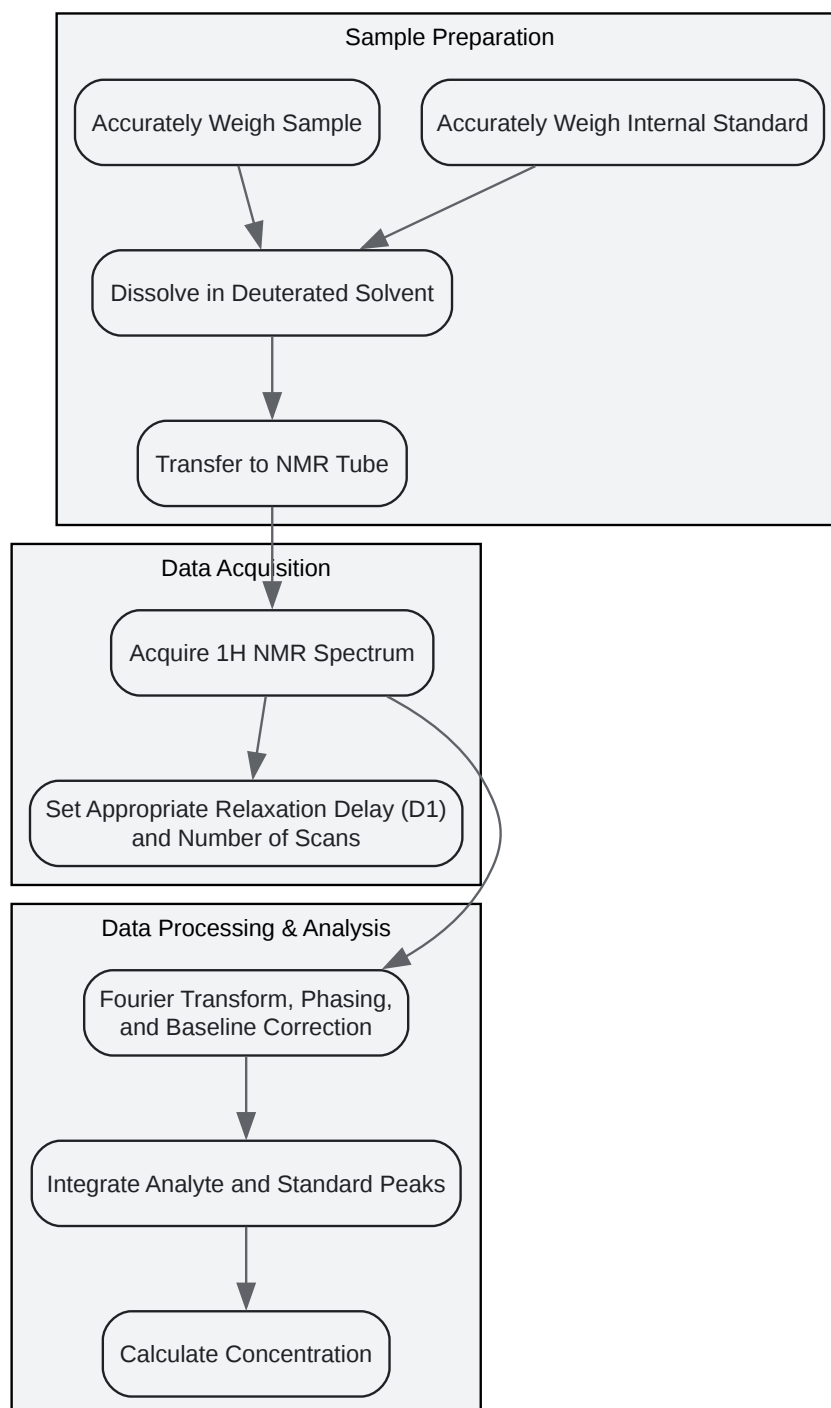 Sample Preparation
Accurately Weigh Sample
Accurately Weigh Internal Standard
Dissolve in Deuterated Solvent
Transfer to NMR Tube
Data Acquisition
Acquire 1H NMR Spectrum
Set Appropriate Relaxation Delay (D1)
and Number of Scans
Data Processing & Analysis
Fourier Transform, Phasing,
and Baseline Correction
Integrate Analyte and Standard Peaks
Calculate Concentration